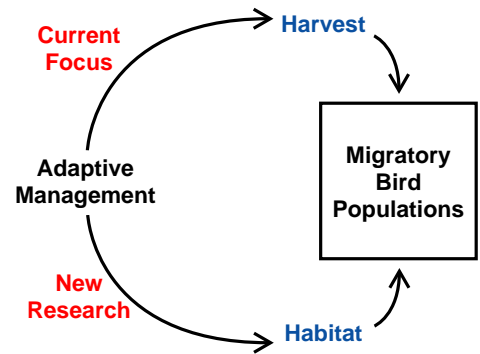 Current
Focus
Harvest
Adaptive
Management
Migratory
Bird
Populations
New
Research
Habitat